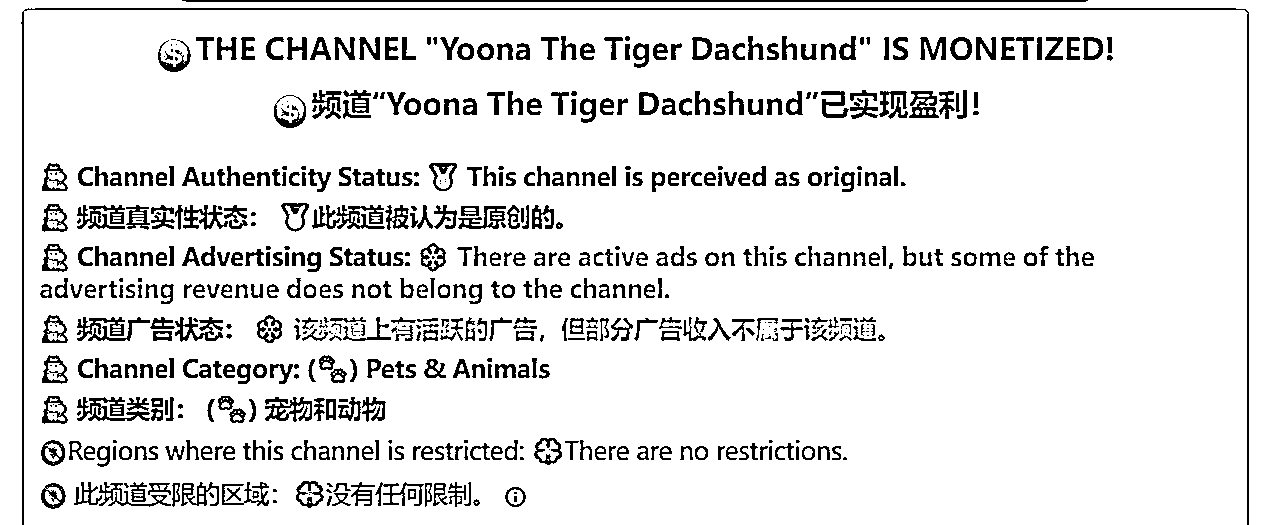 THE CHANNEL "Yoona The Tiger Dachshund" IS MONETIZED!
频道“Yoona The Tiger Dachshund”已实现盈利!
Channel Authenticity Status: This channel is perceived as original.
频道真实性状态： 此频道被认为是原创的。
Channel Advertising Status: There are active ads on this channel, but some of the
advertising revenue does not belong to the channel.
频道广告状态： 该频道上有活跃的广告，但部分广告收入不属于该频道。
Channel Category: (🐾) Pets & Animals
频道类别： (🐾) 宠物和动物
Regions where this channel is restricted: There are no restrictions.
此频道受限的区域： 没有任何限制。